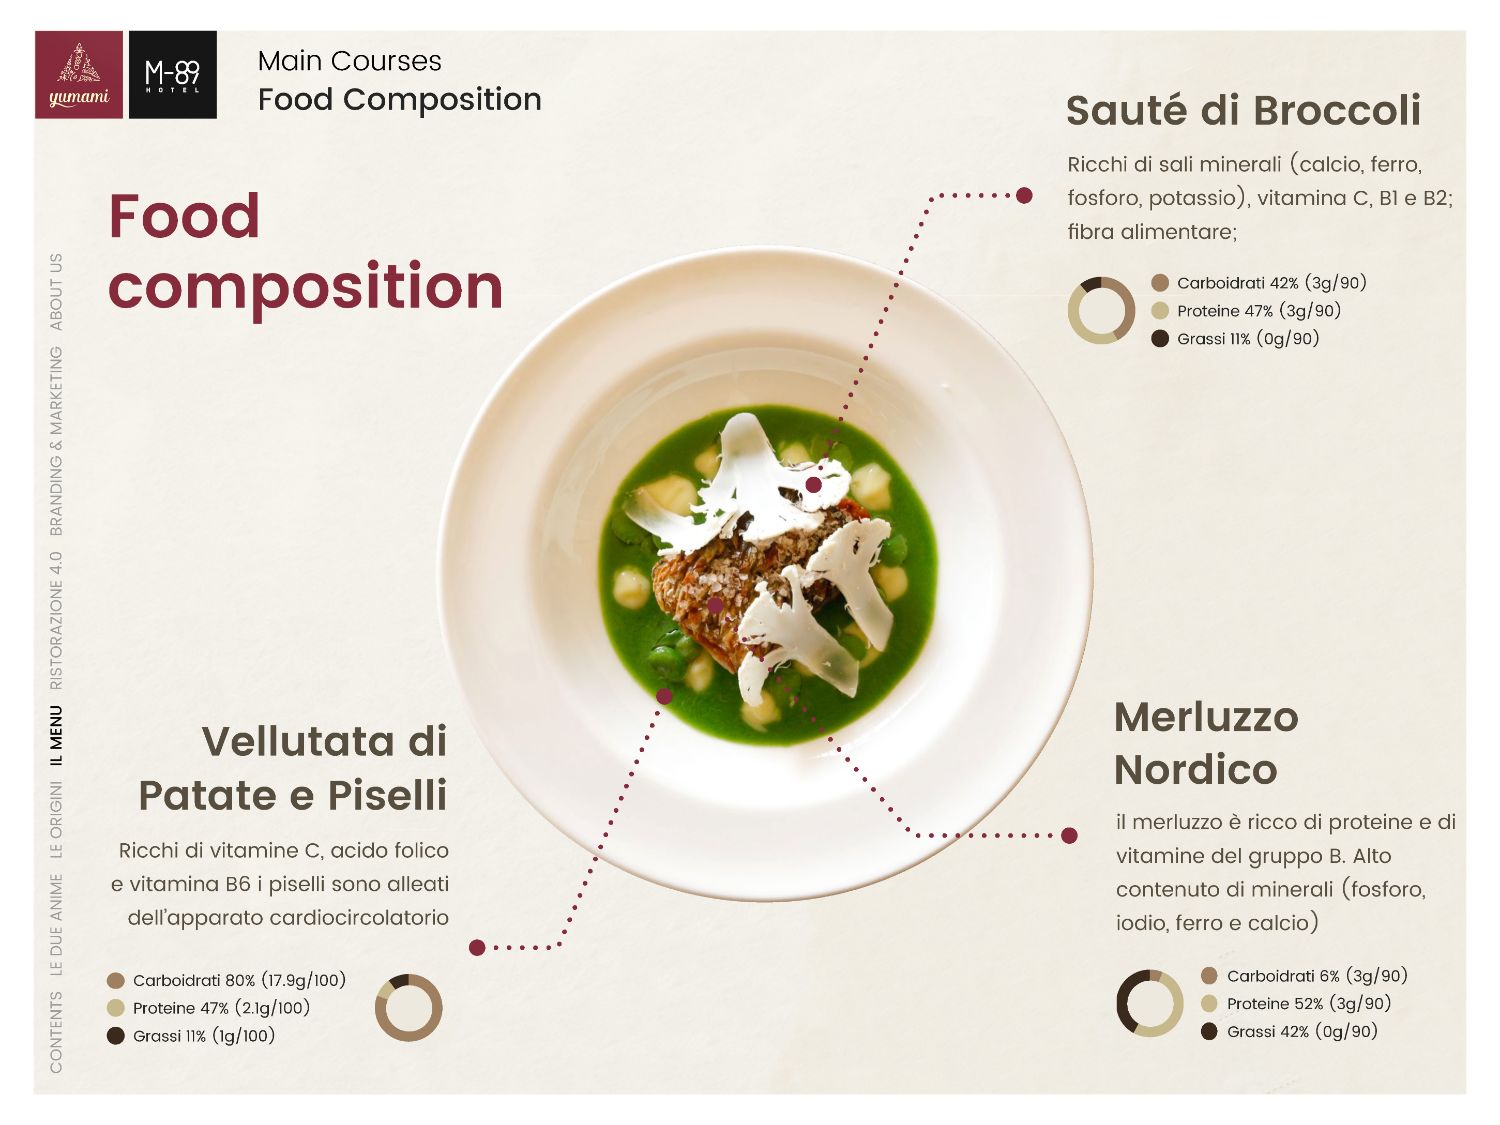 yumami
M-89
HOTEL
Main Courses
Food Composition
Food
composition
Sauté di Broccoli
Ricchi di sali minerali (calcio, ferro,
fosforo, potassio), vitamina C, B1 e B2;
fibra alimentare;
Carboidrati 42% (3g/90)
Proteine 47% (3g/90)
Grassi 11% (0g/90)
Vellutata di
Patate e Piselli
Ricchi di vitamine C, acido folico
e vitamina B6 i piselli sono alleati
dell'apparato cardiocircolatorio
Carboidrati 80% (17.9g/100)
Proteine 47% (2.1g/100)
Grassi 11% (1g/100)
Merluzzo
Nordico
il merluzzo è ricco di proteine e di
vitamine del gruppo B. Alto
contenuto di minerali (fosforo,
iodio, ferro e calcio)
Carboidrati 6% (3g/90)
Proteine 52% (3g/90)
Grassi 42% (0g/90)
CONTENTS LE DUE ANIME LE ORIGINI IL MENU RISTORAZIONE 4.0 BRANDING & MARKETING ABOUT US